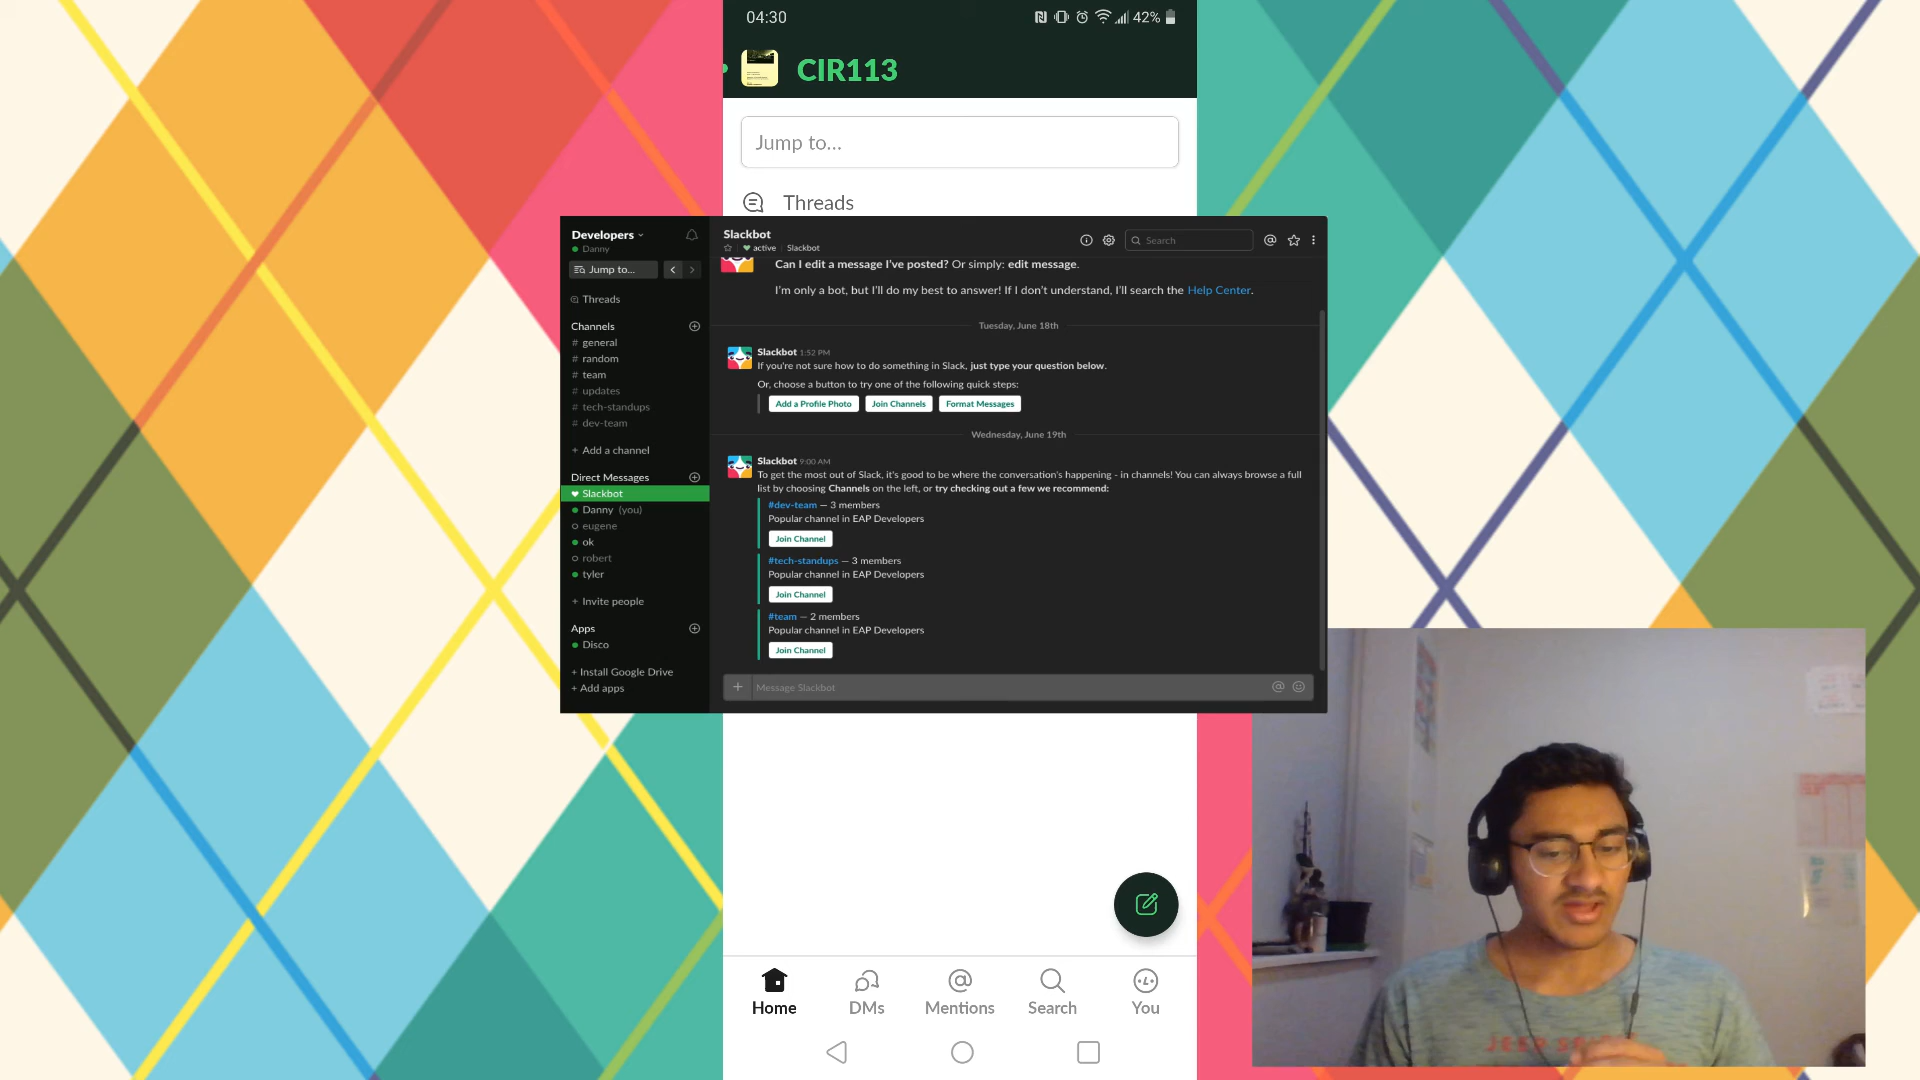 04:30
42%
CIR113
Jump to...
Threads
Developers
Danny
Jump to...
Threads
Channels
# general
# random
# team
# updates
# tech-standups
# dev-team
+ Add a channel
Direct Messages
Slackbot
Danny (you)
eugene
ok
robert
tyler
+ Invite people
Apps
Disco
+ Install Google Drive
+ Add apps
Slackbot
active | Slackbot
Search
Can I edit a message I've posted? Or simply: edit message.
I'm only a bot, but I'll do my best to answer! If I don't understand, I'll search the Help Center.
Tuesday, June 18th
Slackbot 1:52 PM
If you're not sure how to do something in Slack, just type your question below.
Or, choose a button to try one of the following quick steps:
Add a Profile Photo Join Channels Format Messages
Wednesday, June 19th
Slackbot 9:00 AM
To get the most out of Slack, it's good to be where the conversation's happening - in channels! You can always browse a full
list by choosing Channels on the left, or try checking out a few we recommend:
#dev-team — 3 members
Popular channel in EAP Developers
Join Channel
#tech-standups — 3 members
Popular channel in EAP Developers
Join Channel
#team — 2 members
Popular channel in EAP Developers
Join Channel
+ Message Slackbot
Home
DMs
Mentions
Search
You